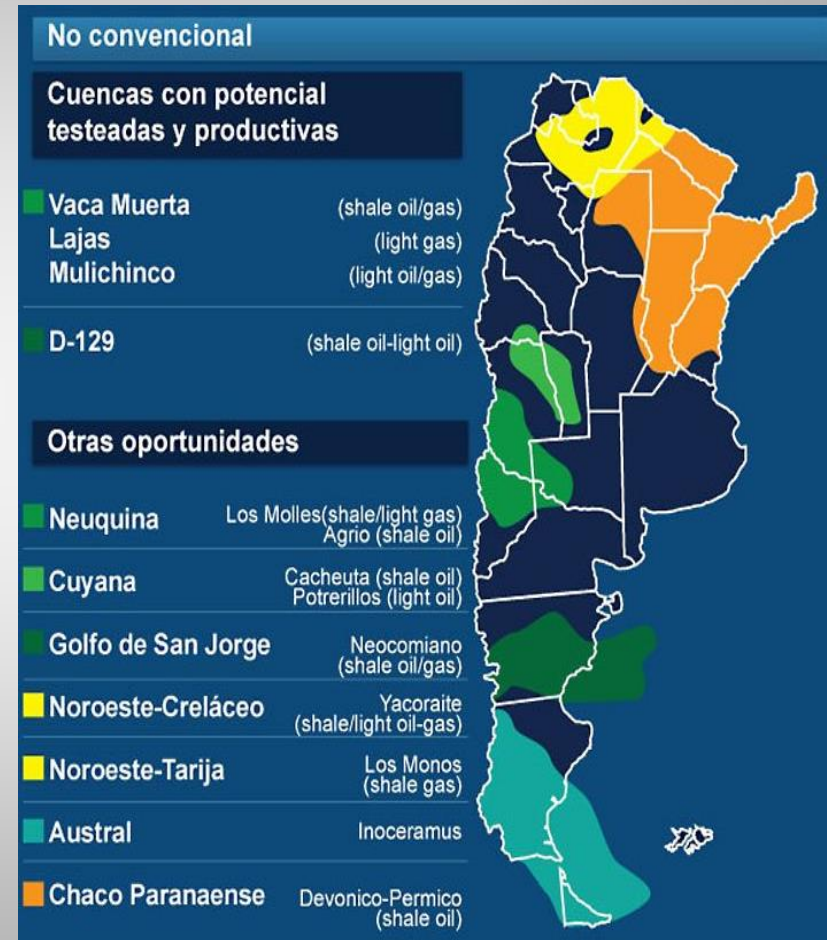 No convencional
Cuencas con potencial
testeadas y productivas
Vaca Muerta (shale oil/gas)
Lajas (light gas)
Mulichinco (light oil/gas)
D-129 (shale oil-light oil)
Otras oportunidades
Neuquina Los Molles(shale/light gas)
Agrio (shale oil)
Cuyana Cacheuta (shale oil)
Potrerillos (light oil)
Golfo de San Jorge Neocomiano
(shale oil/gas)
Noroeste-Creláceo Yacoraite
(shale/light oil-gas)
Noroeste-Tarija Los Monos
(shale gas)
Austral Inoceramus
Chaco Paranaense Devonico-Permico
(shale oil)